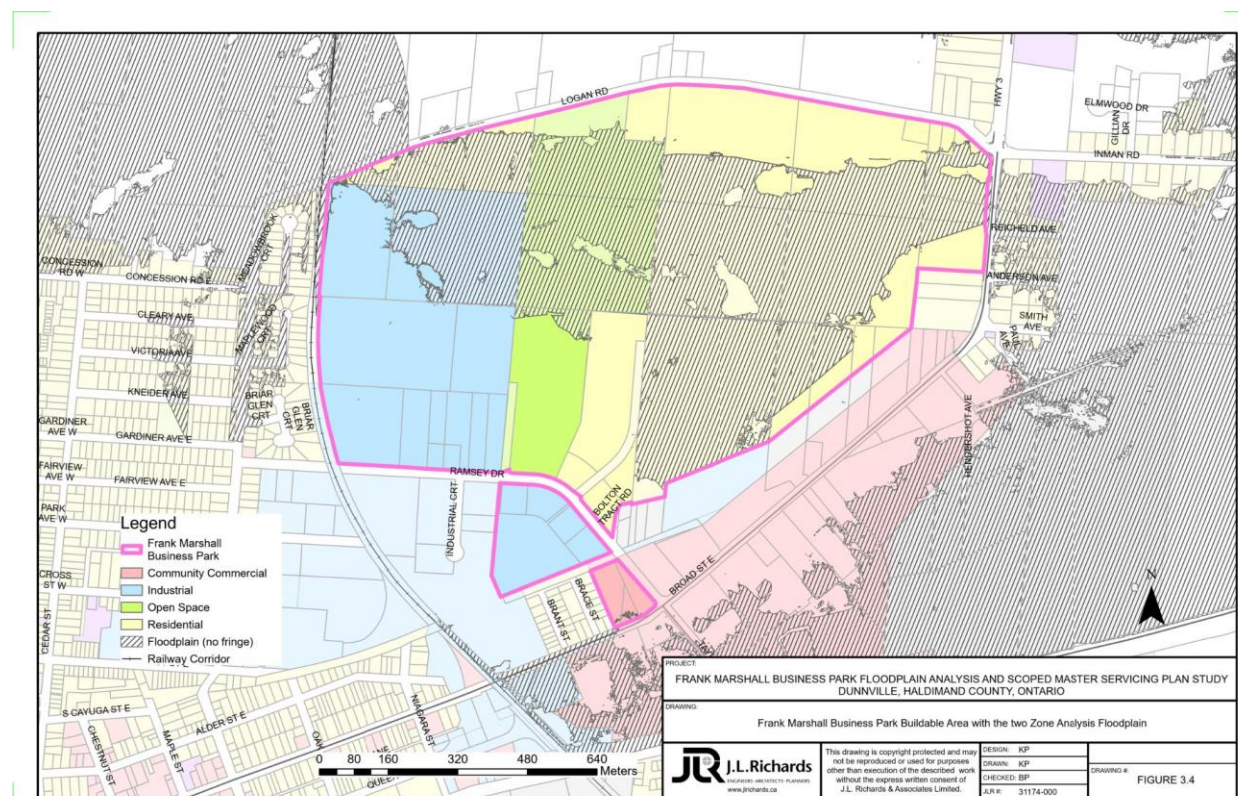 LOGAN RD
HWY 3
ELMWOOD DR
GILLIAN DR
INMAN RD
MEADOWBROOK CRT
REICHELD AVE
CONCESSION RD W
CONCESSION RD E
ANDERSON AVE
CLEARY AVE
MAPLEWOOD CRT
SMITH AVE
PAUL AVE
VICTORIA AVE
KNEIDER AVE
BRIAR GLEN CRT
BRIAR GLEN CRT
HENDERSHOT AVE
GARDINER AVE W
GARDINER AVE E
RAMSEY DR
FAIRVIEW AVE W
FAIRVIEW AVE E
BOLTON TRACT RD
INDUSTRIAL CRT
PARK AVE W
BROAD ST E
BRACE ST
BRANT ST
CROSS ST W
CEDAR ST
Legend
Frank Marshall
Business Park
Community Commercial
Industrial
Open Space
Residential
Floodplain (no fringe)
Railway Corridor
N
S CAYUGA ST E
ALDER ST E
NIAGARA ST
CHESTNUT ST
MAPLE ST
OAK
0 80 160 320 480 640
Meters
PROJECT:
FRANK MARSHALL BUSINESS PARK FLOODPLAIN ANALYSIS AND SCOPED MASTER SERVICING PLAN STUDY
DUNNVILLE, HALDIMAND COUNTY, ONTARIO
DRAWING:
Frank Marshall Business Park Buildable Area with the two Zone Analysis Floodplain
JLR J.L.Richards
ENGINEERS·ARCHITECTS·PLANNERS
www.jlrichards.ca
This drawing is copyright protected and may
not be reproduced or used for purposes
other than execution of the described work
without the express written consent of
J.L. Richards & Associates Limited.
DESIGN: KP
DRAWN: KP
CHECKED: BP
JLR #: 31174-000
DRAWING #:
FIGURE 3.4